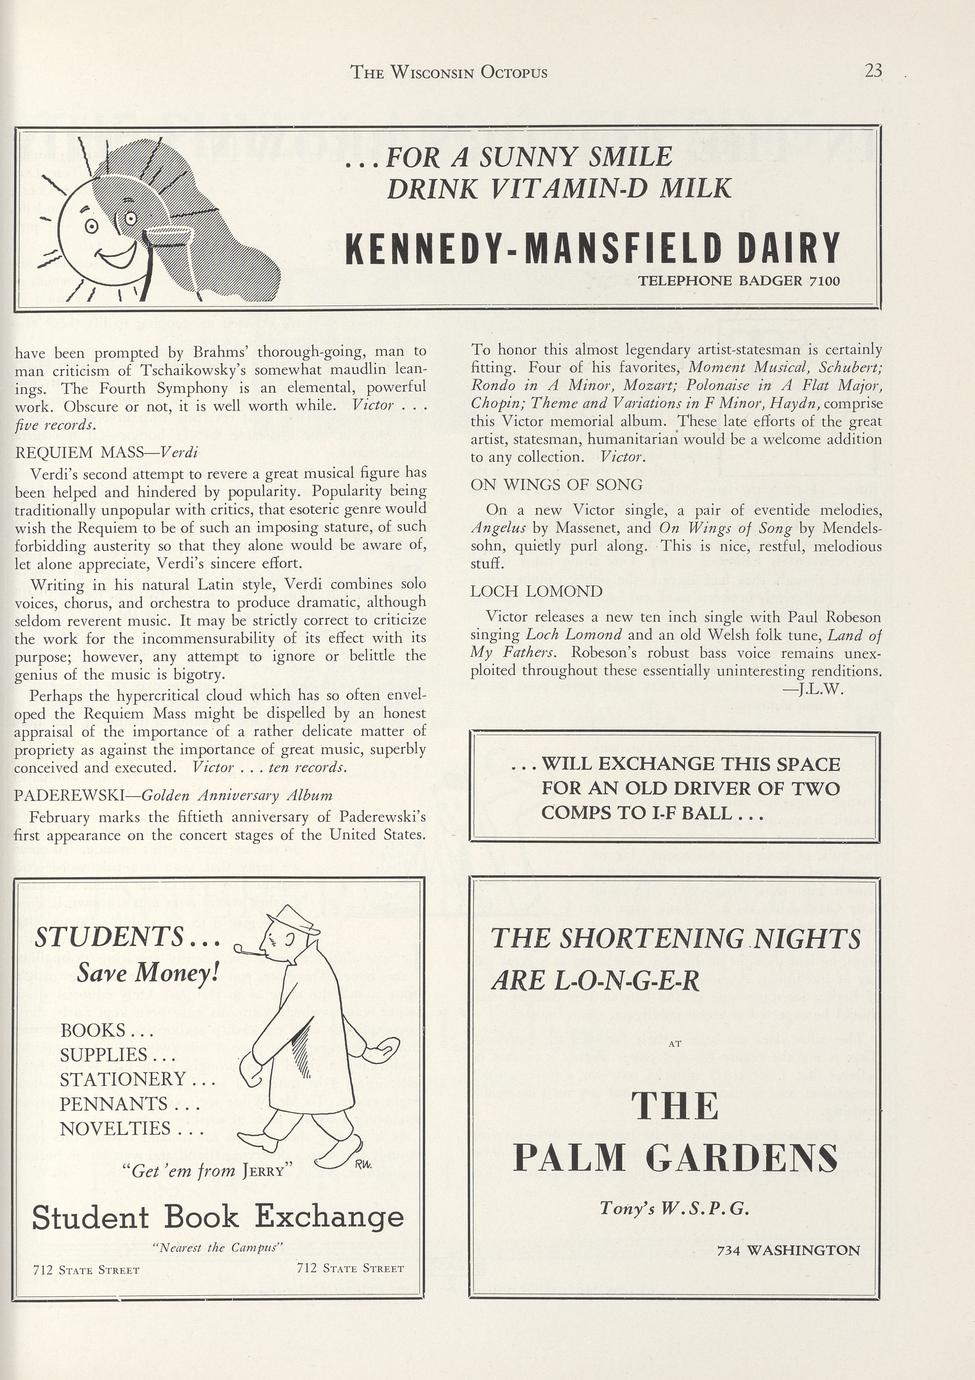 THE WISCONSIN OCTOPUS
23
...FOR A SUNNY SMILE
DRINK VITAMIN-D MILK
KENNEDY-MANSFIELD DAIRY
TELEPHONE BADGER 7100
have been prompted by Brahms' thorough-going, man to
man criticism of Tschaikowsky's somewhat maudlin lean-
ings. The Fourth Symphony is an elemental, powerful
work. Obscure or not, it is well worth while. Victor . . .
five records.
REQUIEM MASS—Verdi
Verdi's second attempt to revere a great musical figure has
been helped and hindered by popularity. Popularity being
traditionally unpopular with critics, that esoteric genre would
wish the Requiem to be of such an imposing stature, of such
forbidding austerity so that they alone would be aware of,
let alone appreciate, Verdi's sincere effort.
Writing in his natural Latin style, Verdi combines solo
voices, chorus, and orchestra to produce dramatic, although
seldom reverent music. It may be strictly correct to criticize
the work for the incommensurability of its effect with its
purpose; however, any attempt to ignore or belittle the
genius of the music is bigotry.
Perhaps the hypercritical cloud which has so often envel-
oped the Requiem Mass might be dispelled by an honest
appraisal of the importance of a rather delicate matter of
propriety as against the importance of great music, superbly
conceived and executed. Victor . . . ten records.
PADEREWSKI—Golden Anniversary Album
February marks the fiftieth anniversary of Paderewski's
first appearance on the concert stages of the United States.
To honor this almost legendary artist-statesman is certainly
fitting. Four of his favorites, Moment Musical, Schubert;
Rondo in A Minor, Mozart; Polonaise in A Flat Major,
Chopin; Theme and Variations in F Minor, Haydn, comprise
this Victor memorial album. These late efforts of the great
artist, statesman, humanitarian would be a welcome addition
to any collection. Victor.
ON WINGS OF SONG
On a new Victor single, a pair of eventide melodies,
Angelus by Massenet, and On Wings of Song by Mendels-
sohn, quietly purl along. This is nice, restful, melodious
stuff.
LOCH LOMOND
Victor releases a new ten inch single with Paul Robeson
singing Loch Lomond and an old Welsh folk tune, Land of
My Fathers. Robeson's robust bass voice remains unex-
ploited throughout these essentially uninteresting renditions.
—J.L.W.
...WILL EXCHANGE THIS SPACE
FOR AN OLD DRIVER OF TWO
COMPS TO I-F BALL...
STUDENTS...
Save Money!
BOOKS...
SUPPLIES...
STATIONERY...
PENNANTS...
NOVELTIES...
"Get 'em from JERRY"
RW.
Student Book Exchange
"Nearest the Campus"
712 STATE STREET 712 STATE STREET
THE SHORTENING NIGHTS
ARE L-O-N-G-E-R
AT
THE
PALM GARDENS
Tony's W.S.P.G.
734 WASHINGTON